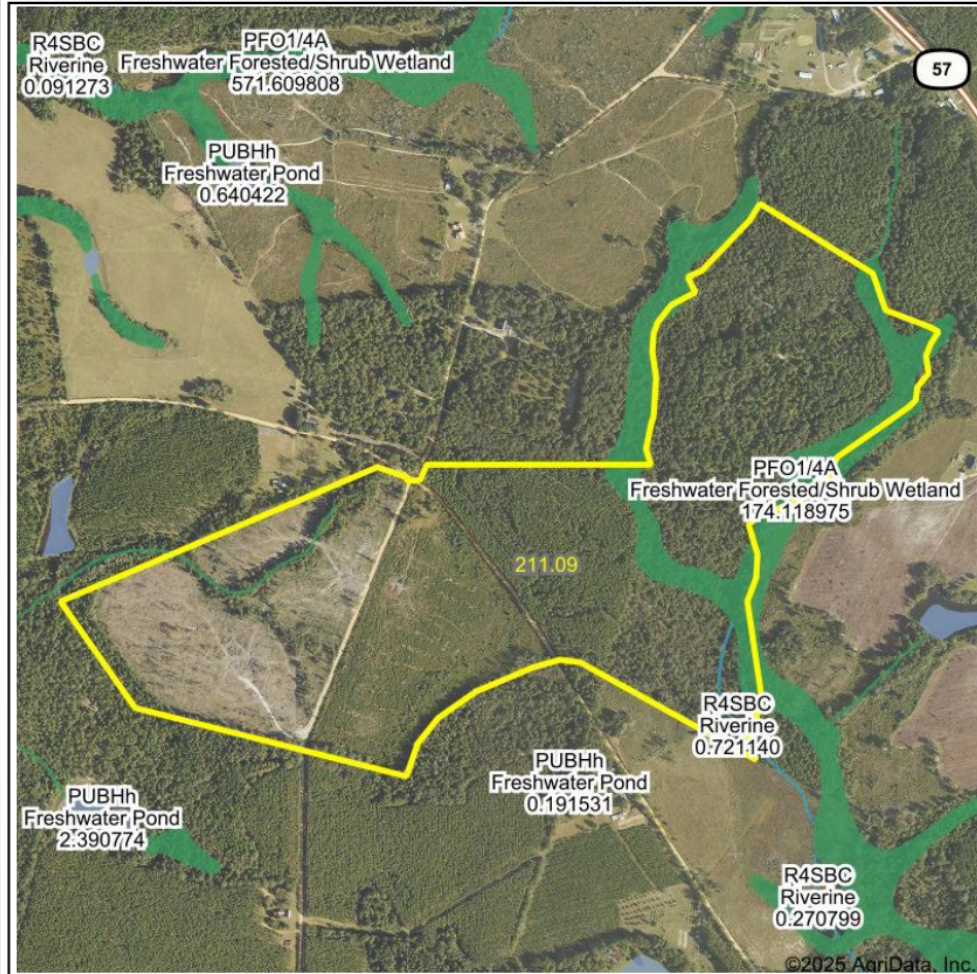 R4SBC
Riverine
0.091273
PFO1/4A
Freshwater Forested/Shrub Wetland
571.609808
57
PUBHh
Freshwater Pond
0.640422
PFO1/4A
Freshwater Forested/Shrub Wetland
174.118975
211.09
R4SBC
Riverine
0.721140
PUBHh
Freshwater Pond
0.191531
PUBHh
Freshwater Pond
2.390774
R4SBC
Riverine
0.270799
©2025 AgriData, Inc.